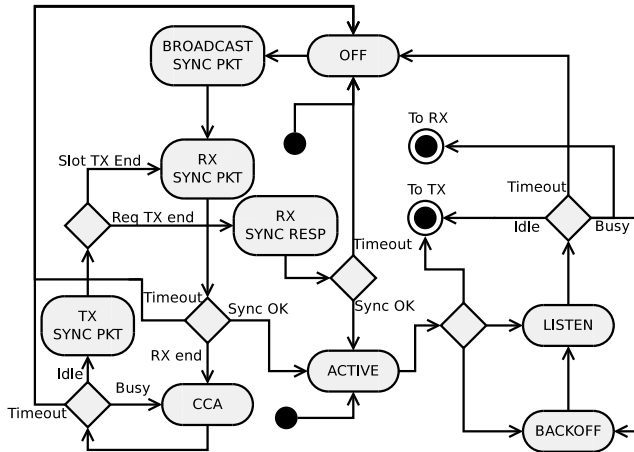 BROADCAST
SYNC PKT
OFF
To RX
Slot TX End
RX
SYNC PKT
To TX
Timeout
Req TX end
RX
SYNC RESP
Idle
Busy
Timeout
Timeout
Sync OK
Sync OK
TX
SYNC PKT
LISTEN
RX end
Idle
ACTIVE
Busy
Timeout
CCA
BACKOFF